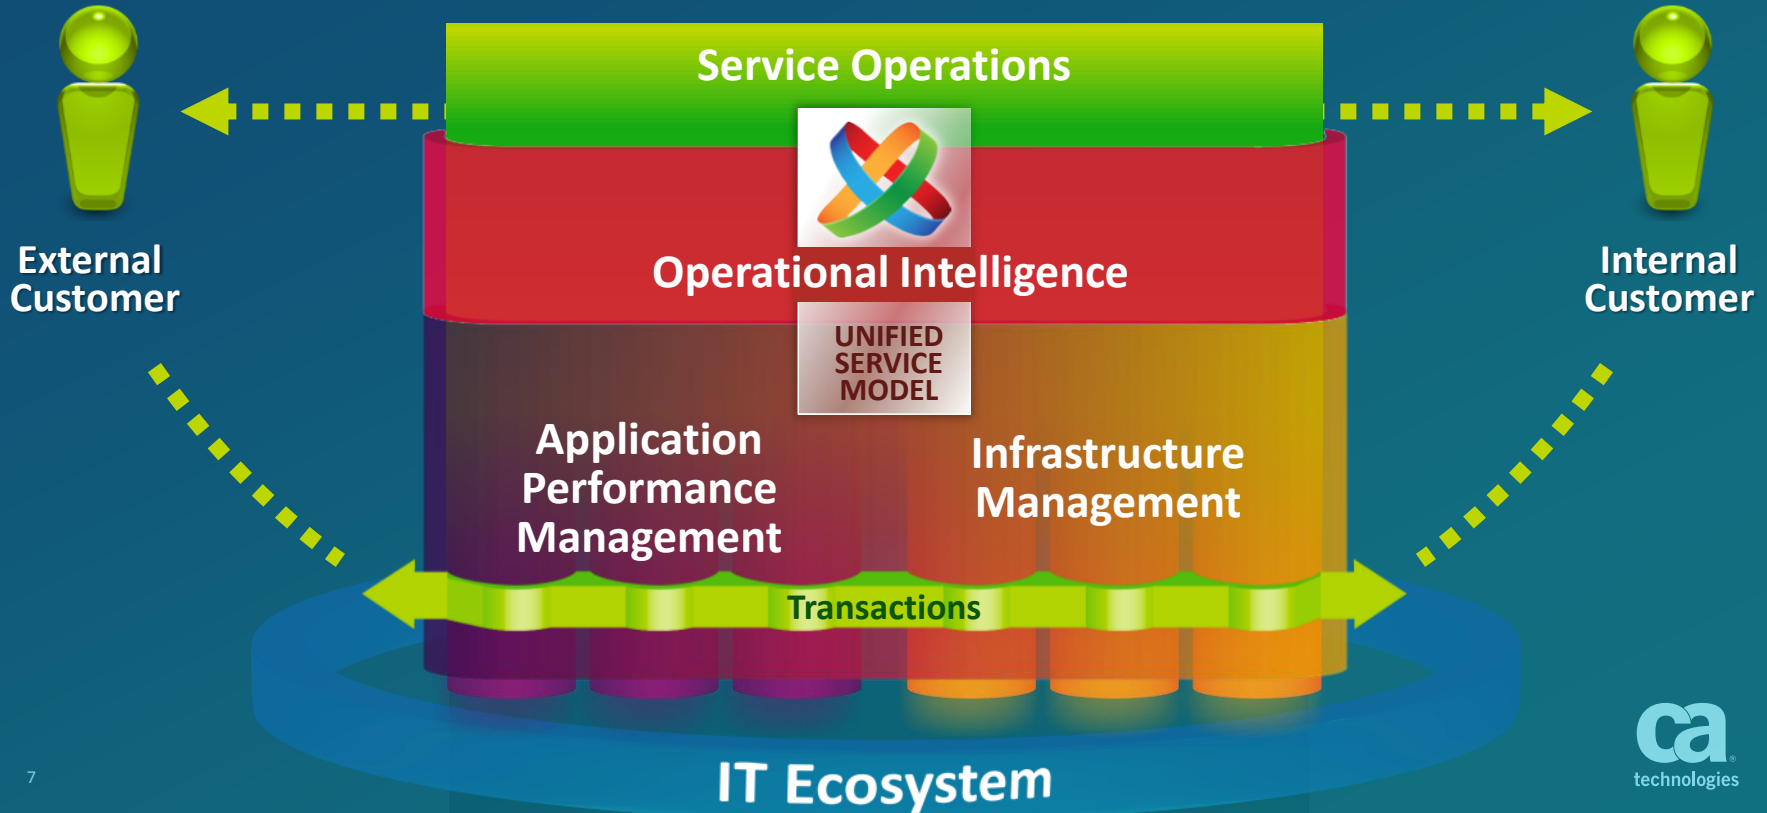 Service Operations
External
Customer
Internal
Customer
Operational Intelligence
UNIFIED
SERVICE
MODEL
Application
Performance
Management
Infrastructure
Management
Transactions
IT Ecosystem
7
ca
technologies